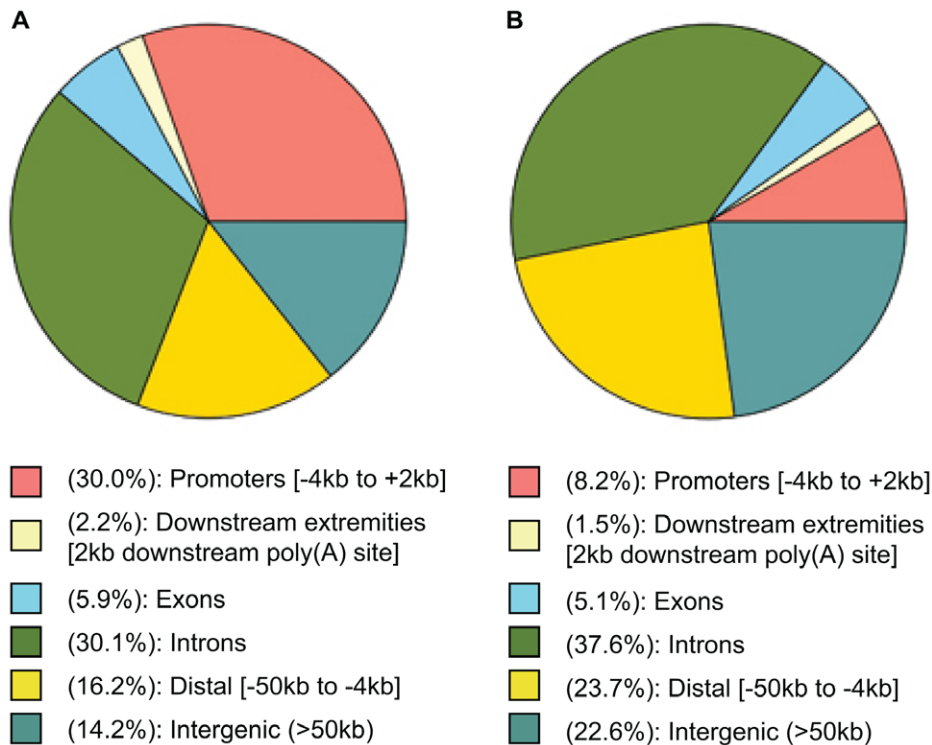 A
B
(30.0%): Promoters [-4kb to +2kb]
(2.2%): Downstream extremities
[2kb downstream poly(A) site]
(5.9%): Exons
(30.1%): Introns
(16.2%): Distal [-50kb to -4kb]
(14.2%): Intergenic (>50kb)
(8.2%): Promoters [-4kb to +2kb]
(1.5%): Downstream extremities
[2kb downstream poly(A) site]
(5.1%): Exons
(37.6%): Introns
(23.7%): Distal [-50kb to -4kb]
(22.6%): Intergenic (>50kb)